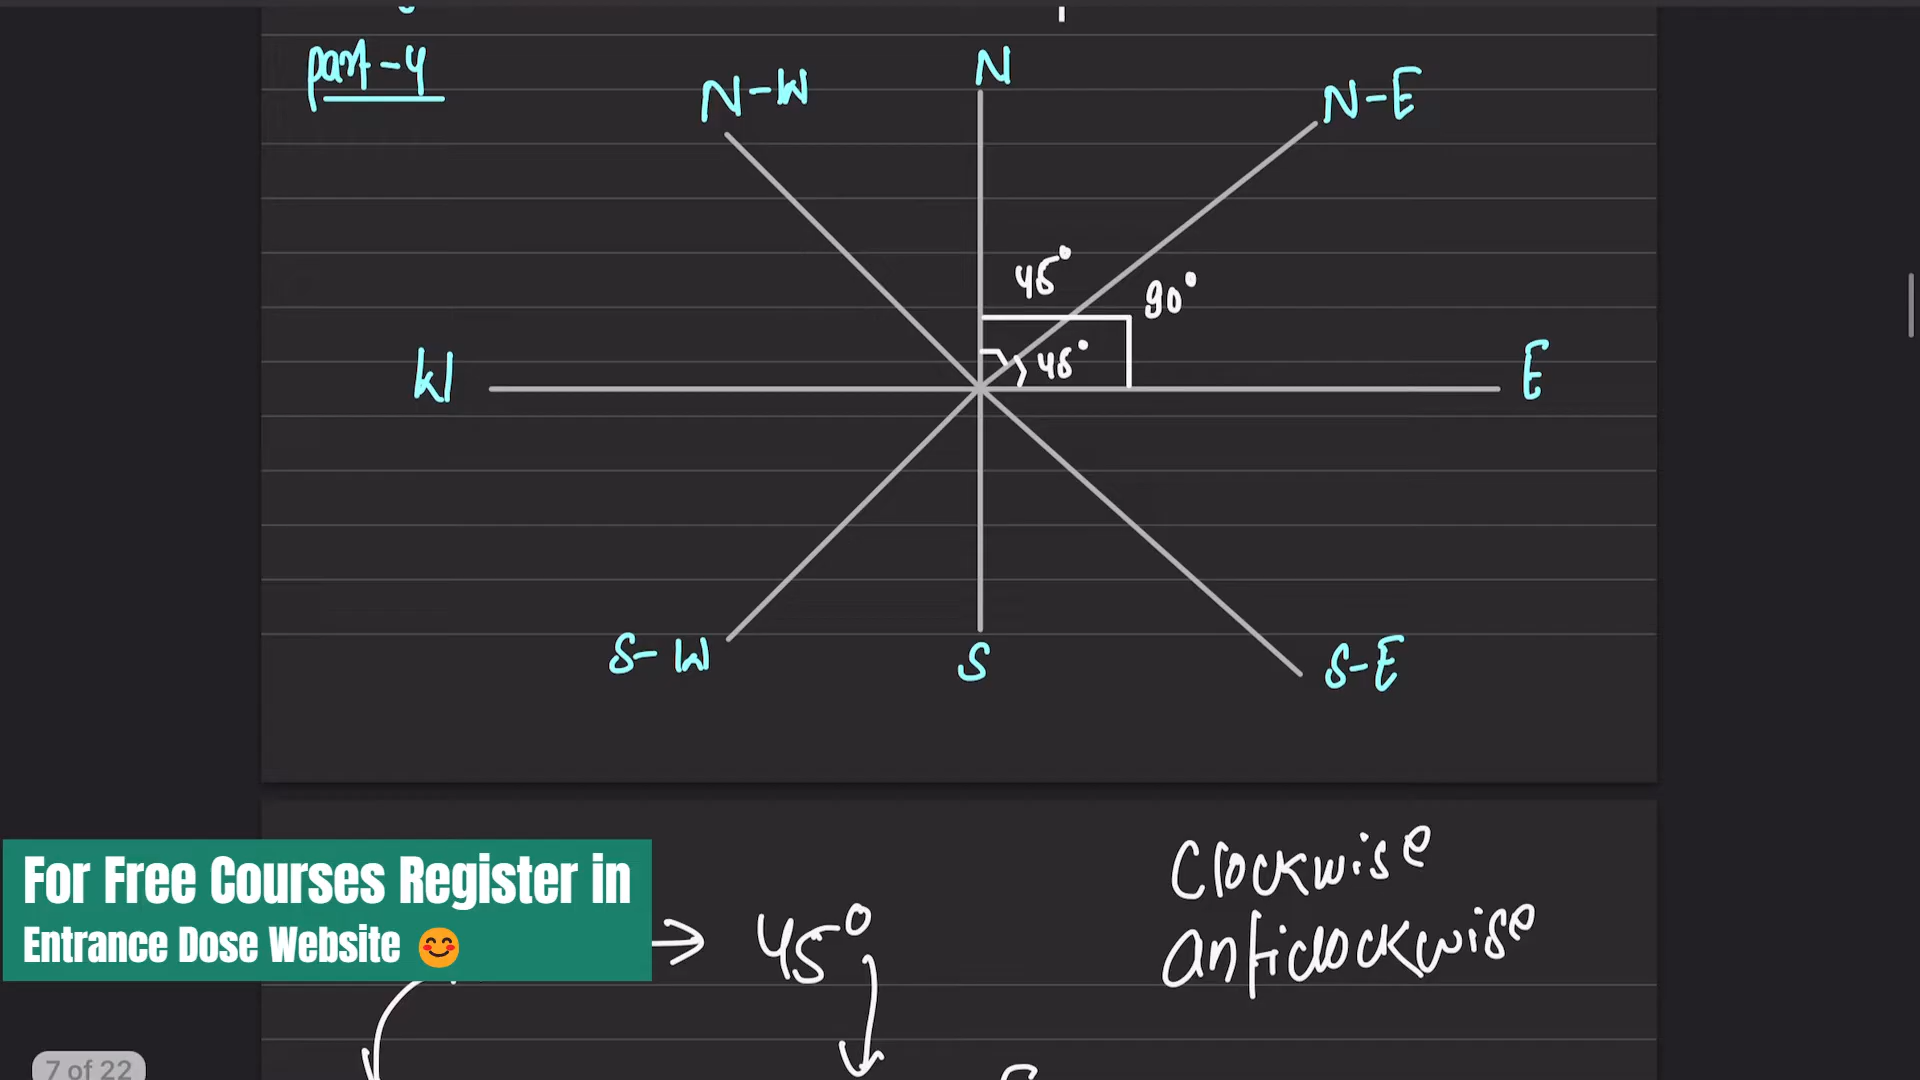 part-4
N
N-W
N-E
45°
90°
45°
W
E
S-W
S
S-E
Clockwise
For Free Courses Register in
Entrance Dose Website 😊
→ 45°
anticlockwise
7 of 22